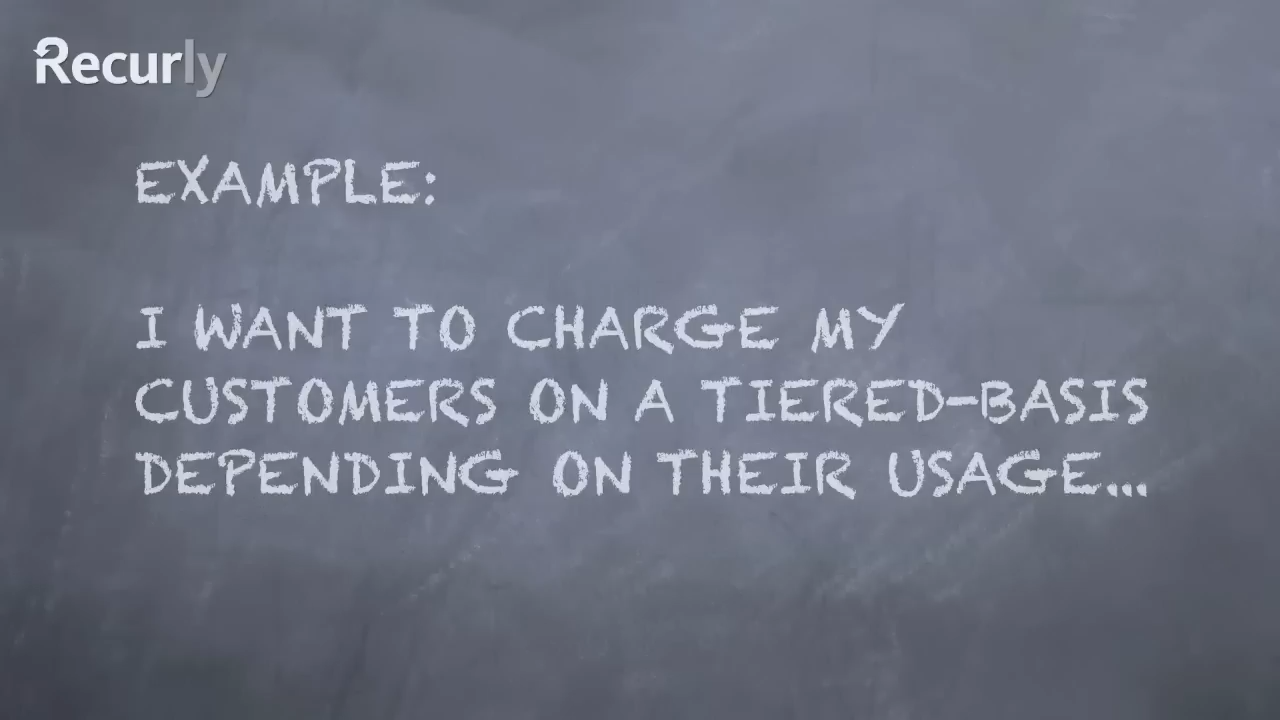 Recurly
EXAMPLE:
I WANT TO CHARGE MY
CUSTOMERS ON A TIERED-BASIS
DEPENDING ON THEIR USAGE...